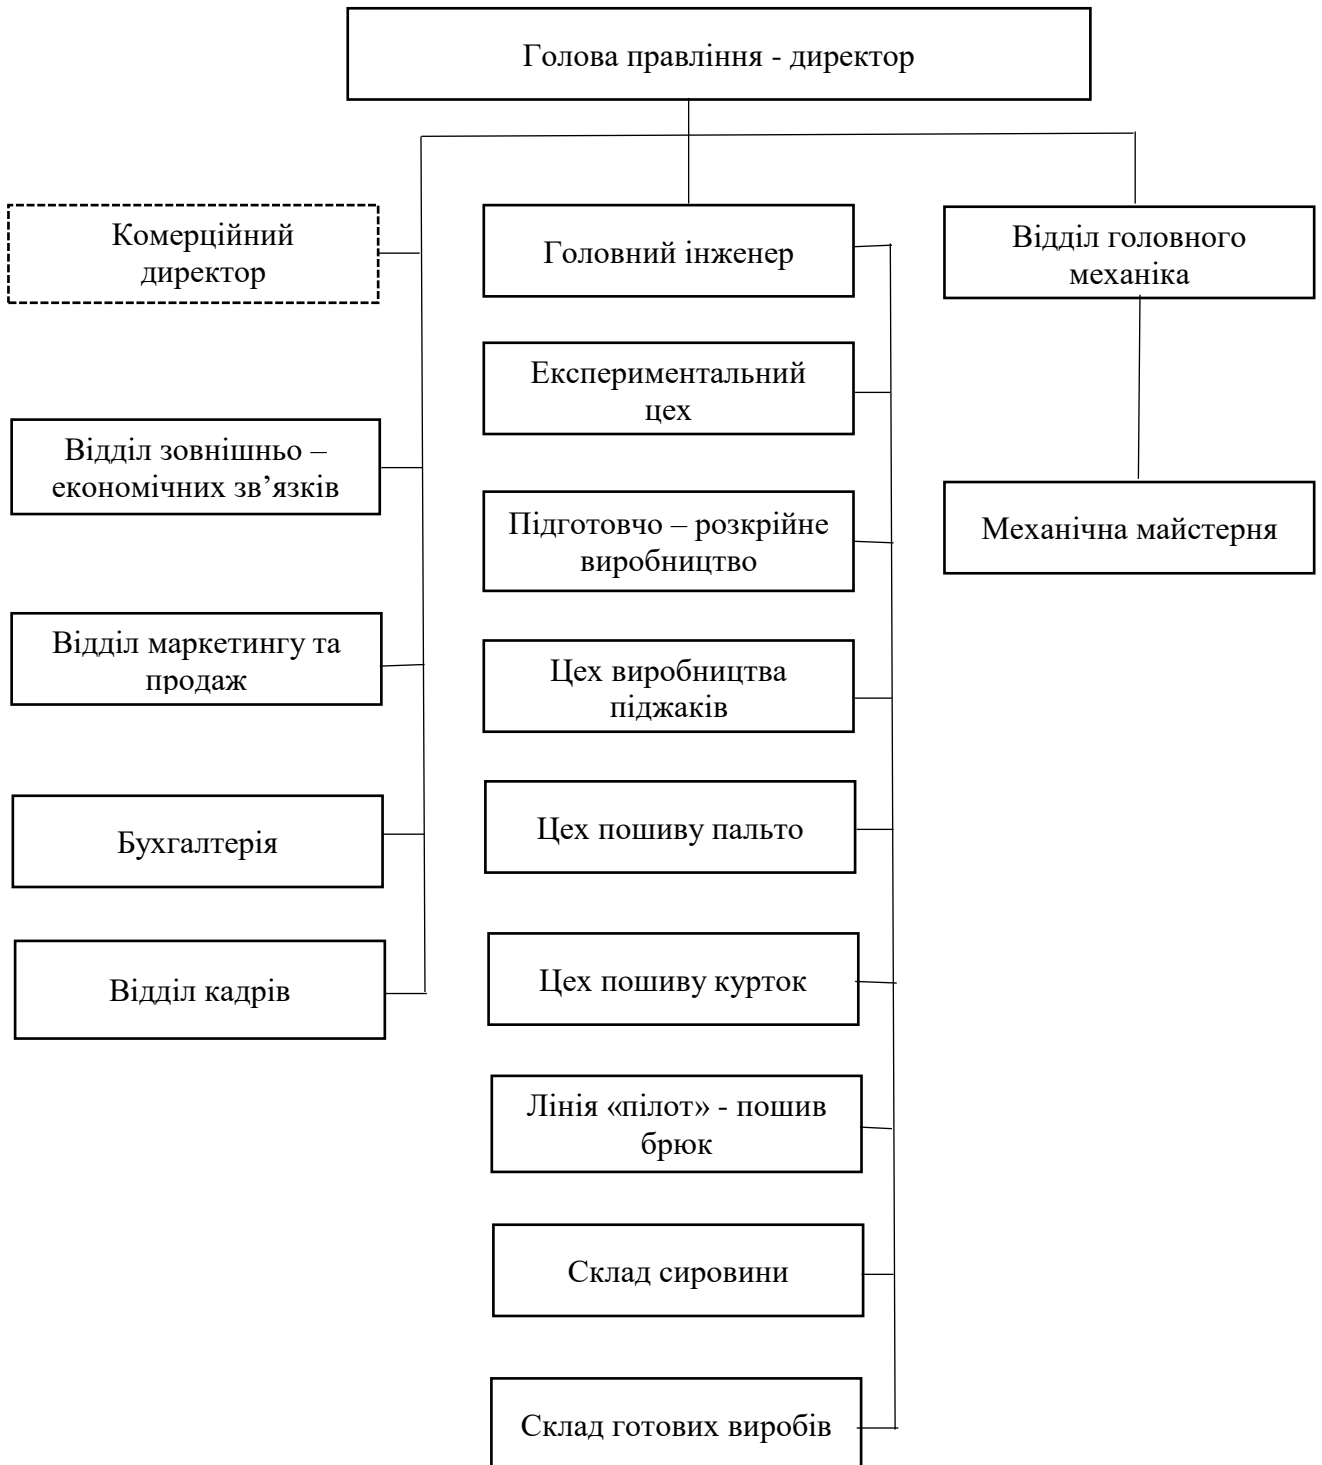 Голова правління - директор
Комерційний
директор
Головний інженер
Відділ головного
механіка
Експериментальний
цех
Відділ зовнішньо –
економічних зв’язків
Підготовчо – розкрійне
виробництво
Механічна майстерня
Відділ маркетингу та
продаж
Цех виробництва
піджаків
Бухгалтерія
Цех пошиву пальто
Відділ кадрів
Цех пошиву курток
Лінія «пілот» - пошив
брюк
Склад сировини
Склад готових виробів